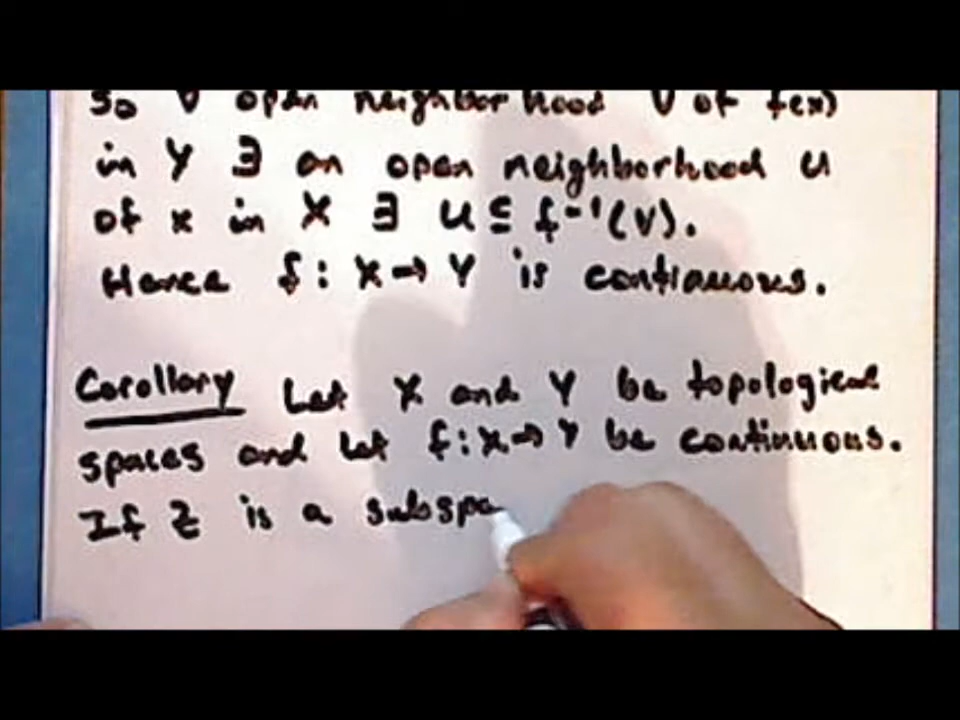 So ∀ open neighborhood V of f(x)
in Y ∃ an open neighborhood U
of x in X ∃ U ⊆ f⁻¹(V).
Hence f : X → Y is continuous.
Corollary Let X and Y be topological
spaces and let f : X → Y be continuous.
If Z is a subspa